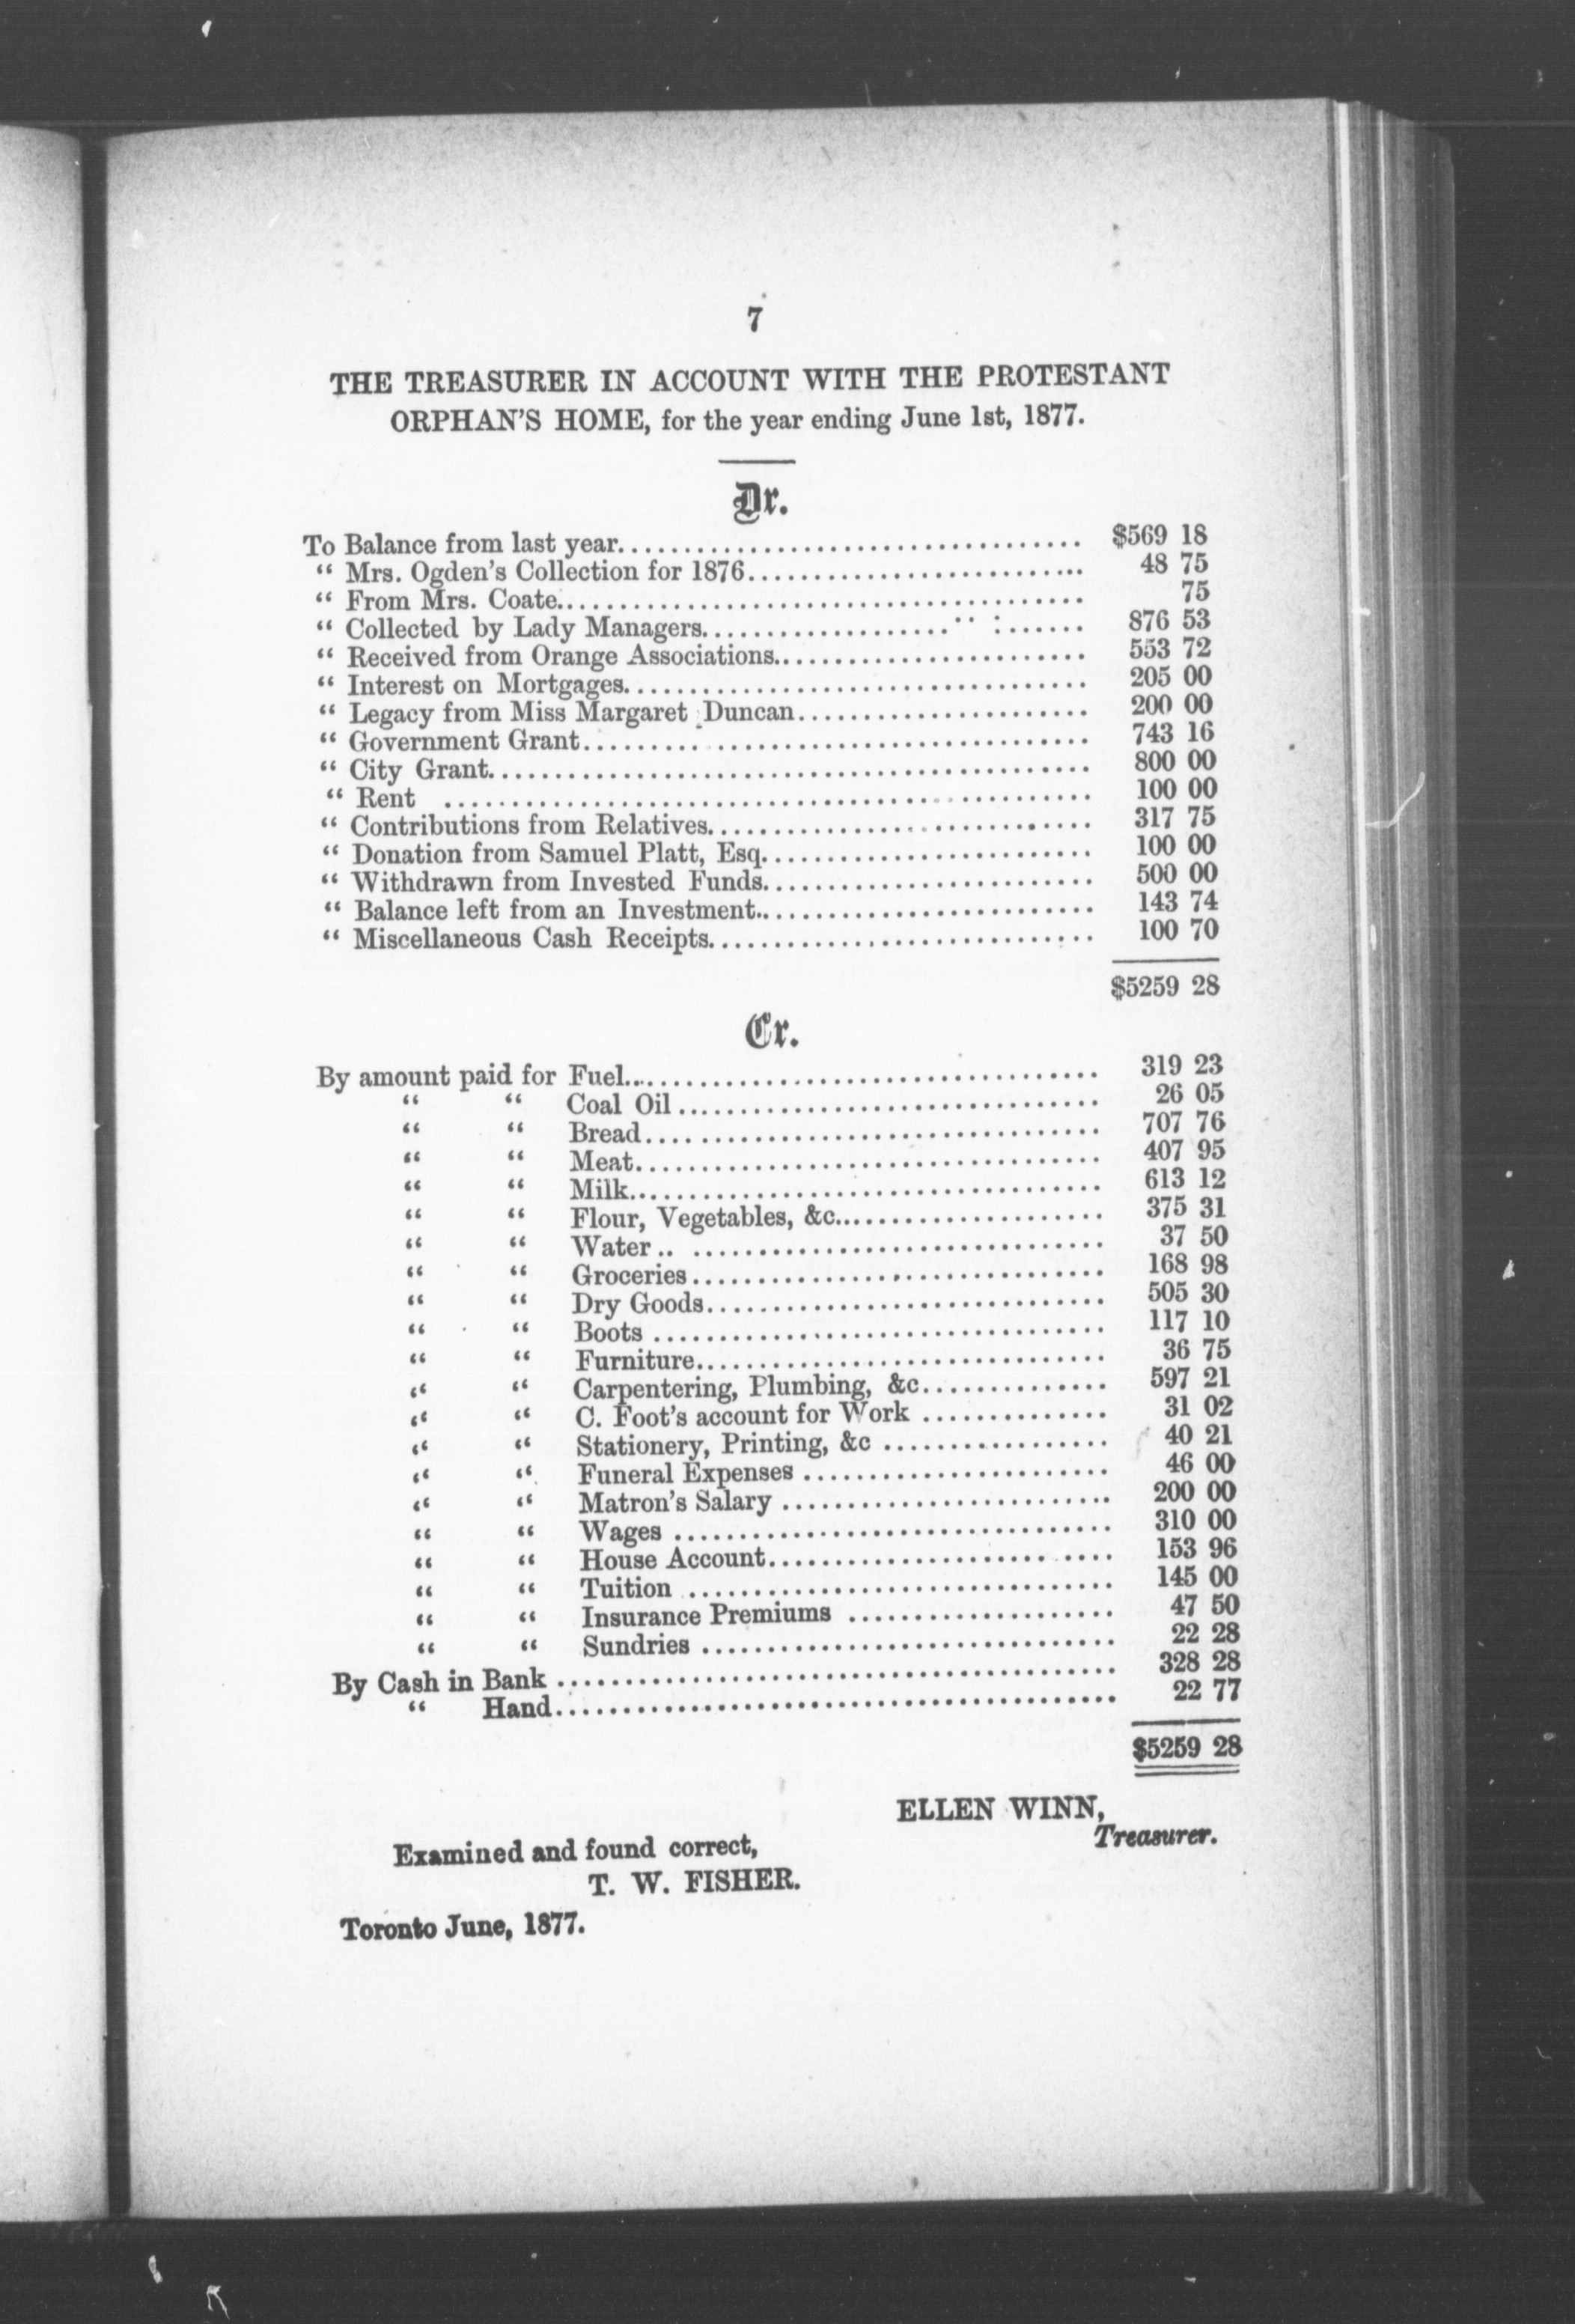 7
THE TREASURER IN ACCOUNT WITH THE PROTESTANT
ORPHAN'S HOME, for the year ending June 1st, 1877.
Dr.
To Balance from last year.................................... $569 18
" Mrs. Ogden's Collection for 1876.......................... 48 75
" From Mrs. Coate........................................ 75
" Collected by Lady Managers............................. 876 53
" Received from Orange Associations........................ 553 72
" Interest on Mortgages.................................... 205 00
" Legacy from Miss Margaret Duncan....................... 200 00
" Government Grant....................................... 743 16
" City Grant.............................................. 800 00
" Rent .................................................. 100 00
" Contributions from Relatives.............................. 317 75
" Donation from Samuel Platt, Esq.......................... 100 00
" Withdrawn from Invested Funds.......................... 500 00
" Balance left from an Investment........................... 143 74
" Miscellaneous Cash Receipts.............................. 100 70
$5259 28
Cr.
By amount paid for Fuel.................................... 319 23
" " Coal Oil................................ 26 05
" " Bread................................... 707 76
" " Meat.................................... 407 95
" " Milk.................................... 613 12
" " Flour, Vegetables, &c...................... 375 31
" " Water.. ................................ 37 50
" " Groceries................................ 168 98
" " Dry Goods............................... 505 30
" " Boots ................................... 117 10
" " Furniture................................ 36 75
" " Carpentering, Plumbing, &c............... 597 21
" " C. Foot's account for Work .............. 31 02
" " Stationery, Printing, &c ................. 40 21
" " Funeral Expenses ........................ 46 00
" " Matron's Salary .......................... 200 00
" " Wages .................................. 310 00
" " House Account........................... 153 96
" " Tuition ................................. 145 00
" " Insurance Premiums ..................... 47 50
" " Sundries ................................ 22 28
By Cash in Bank ........................................... 328 28
" Hand............................................ 22 77
$5259 28
ELLEN WINN,
Treasurer.
Examined and found correct,
T. W. FISHER.
Toronto June, 1877.